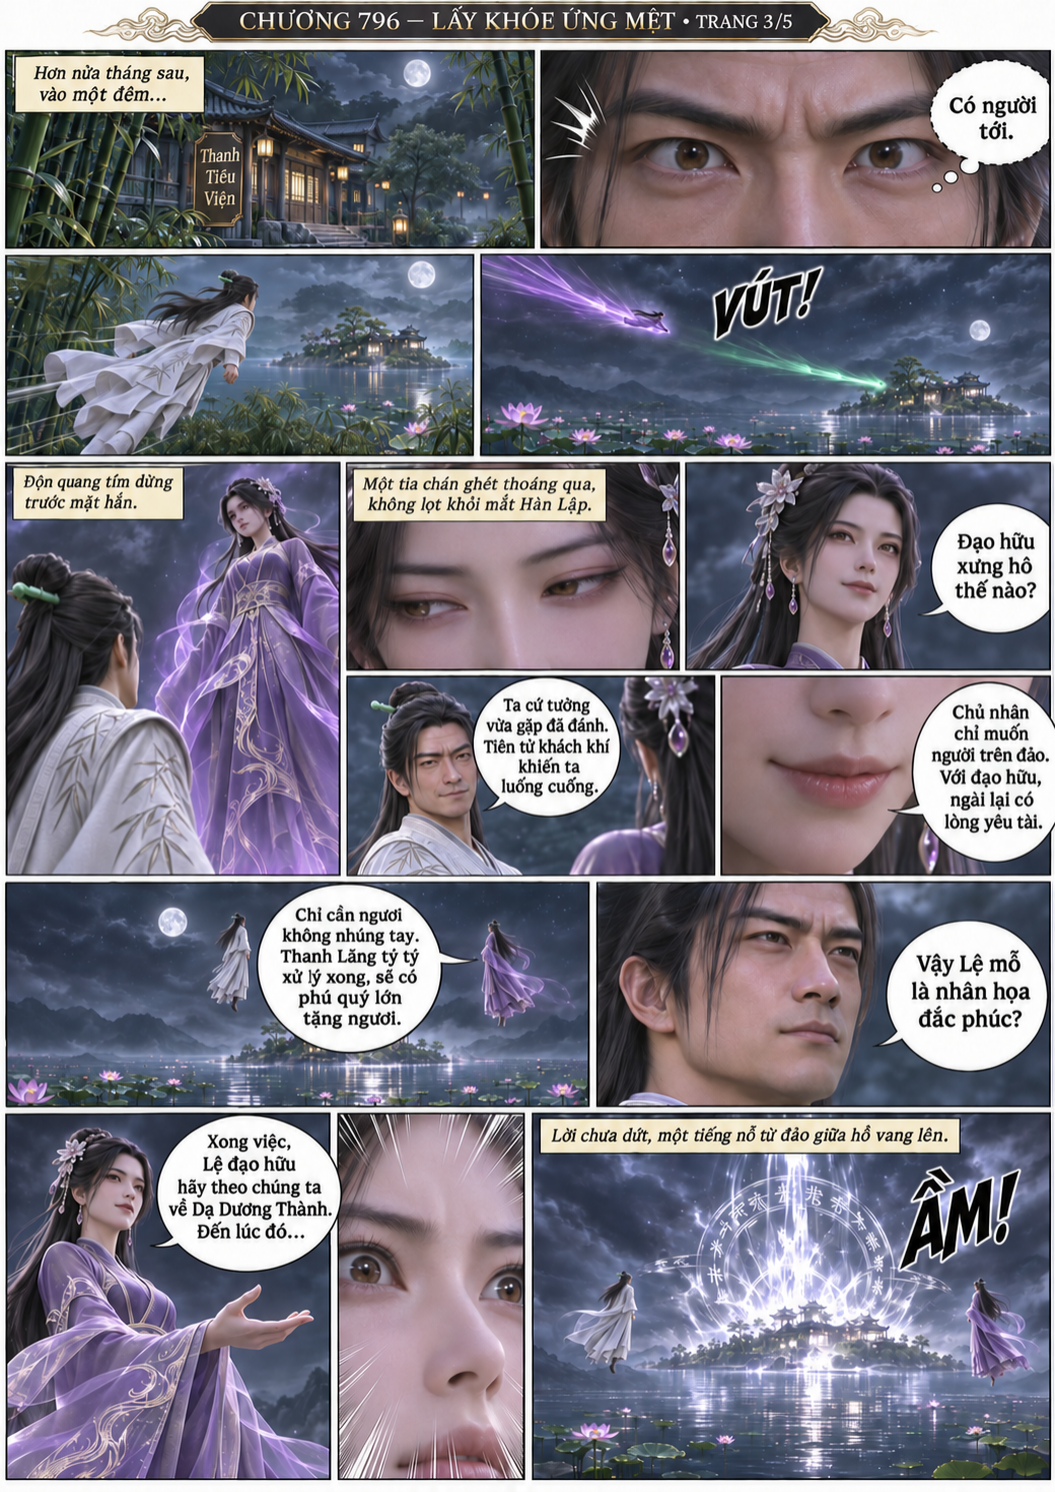 CHƯƠNG 796 – LẤY KHÓE ỨNG MỆT • TRANG 3/5
Hơn nửa tháng sau,
vào một đêm...
Thanh
Tiêu
Viện
Có người
tới.
VÚT!
Độn quang tím dừng
trước mặt hắn.
Một tia chán ghét thoáng qua,
không lọt khỏi mắt Hàn Lập.
Đạo hữu
xưng hô
thế nào?
Ta cứ tưởng
vừa gặp đã đánh.
Tiên tử khách khí
khiến ta
luống cuống.
Chủ nhân
chỉ muốn
người trên đảo.
Với đạo hữu,
ngài lại có
lòng yêu tài.
Chỉ cần ngươi
không nhúng tay.
Thanh Lăng tỷ tỷ
xử lý xong, sẽ có
phú quý lớn
tặng ngươi.
Vậy Lệ mỗ
là nhân họa
đắc phúc?
Xong việc,
Lệ đạo hữu
hãy theo chúng ta
về Dạ Dương Thành.
Đến lúc đó...
Lời chưa dứt, một tiếng nổ từ đảo giữa hồ vang lên.
ẦM!